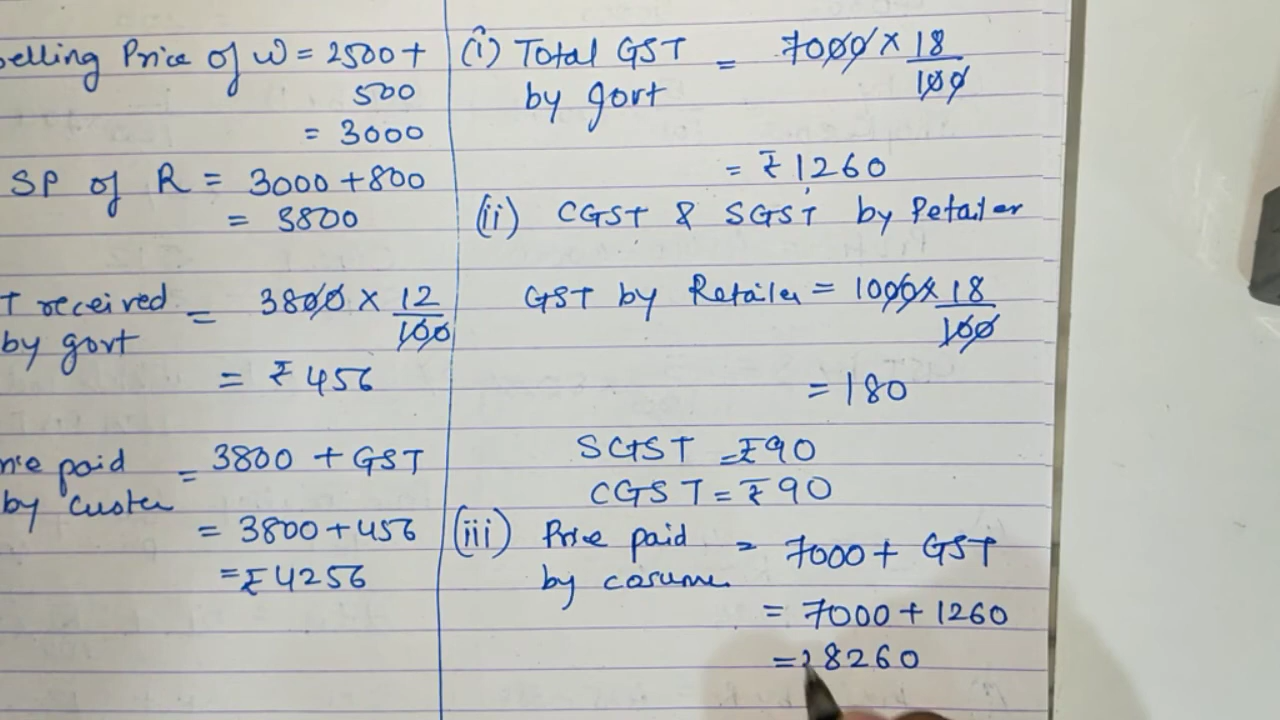 elling Price of W = 2500 +
500
= 3000
SP of R = 3000 + 800
= 3800
T received by govt = 3800 × 12/100
= ₹ 456
paid by custer = 3800 + GST
= 3800 + 456
= ₹ 4256
(i) Total GST by govt = 7000 × 18/100
= ₹ 1260
(ii) CGST & SGST by Retailer
GST by Retailer = 1000 × 18/100
= 180
SGST = ₹ 90
CGST = ₹ 90
(iii) Price paid by cosume = 7000 + GST
= 7000 + 1260
= 8260